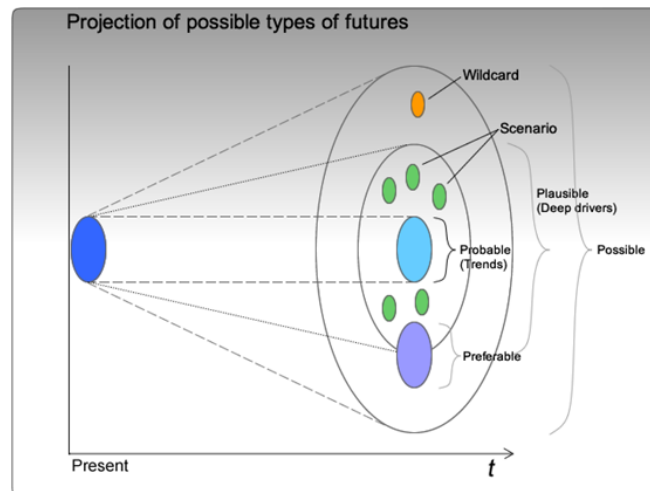 Projection of possible types of futures
Wildcard
Scenario
Plausible
(Deep drivers)
Probable
(Trends)
Possible
Preferable
Present
t